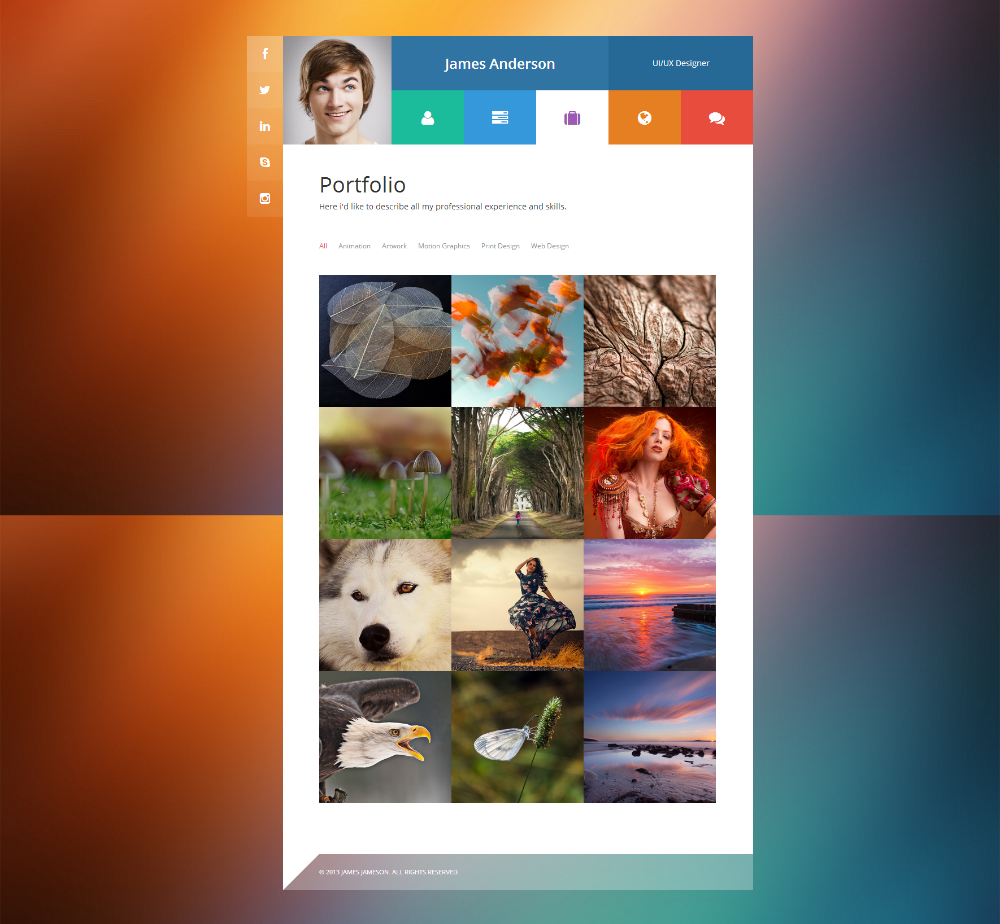 James Anderson
UI/UX Designer
Portfolio
Here i'd like to describe all my professional experience and skills.
All Animation Artwork Motion Graphics Print Design Web Design
© 2013 JAMES JAMESON. ALL RIGHTS RESERVED.